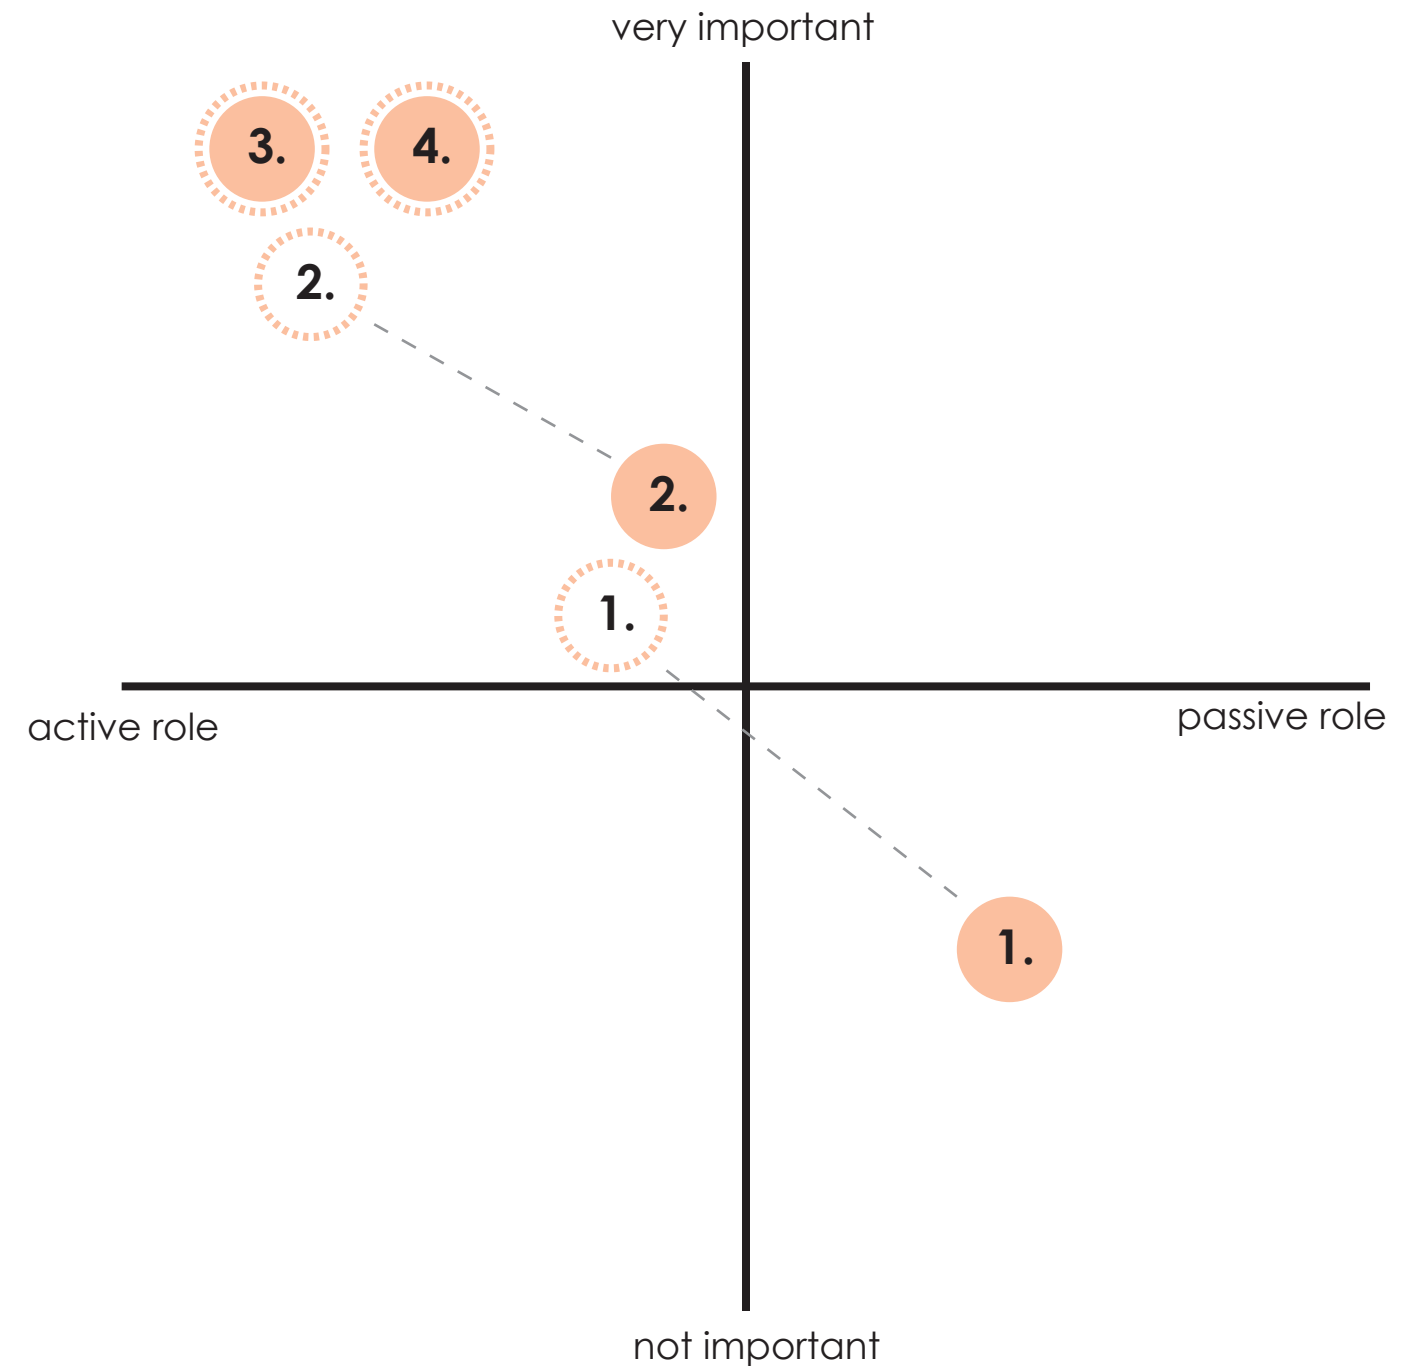 very important
3.
4.
2.
2.
1.
active role
passive role
1.
not important